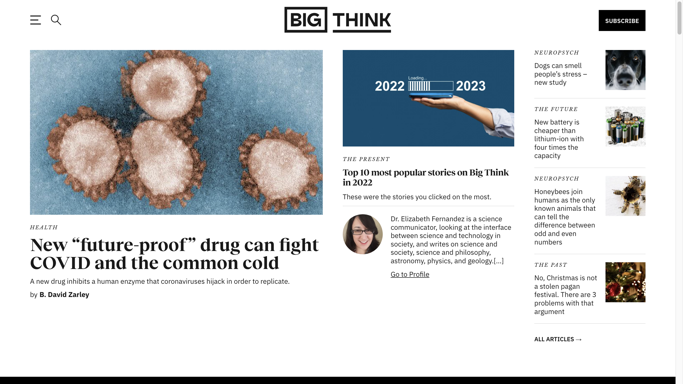 BIG THINK
SUBSCRIBE
HEALTH
New “future-proof” drug can fight
COVID and the common cold
A new drug inhibits a human enzyme that coronaviruses hijack in order to replicate.
by B. David Zarley
Loading...
2022 2023
THE PRESENT
Top 10 most popular stories on Big Think
in 2022
These were the stories you clicked on the most.
Dr. Elizabeth Fernandez is a science
communicator, looking at the interface
between science and technology in
society, and writes on science and
society, science and philosophy,
astronomy, physics, and geology.[...]
Go to Profile
NEUROPSYCH
Dogs can smell
people’s stress –
new study
THE FUTURE
New battery is
cheaper than
lithium-ion with
four times the
capacity
NEUROPSYCH
Honeybees join
humans as the only
known animals that
can tell the
difference between
odd and even
numbers
THE PAST
No, Christmas is not
a stolen pagan
festival. There are 3
problems with that
argument
ALL ARTICLES →